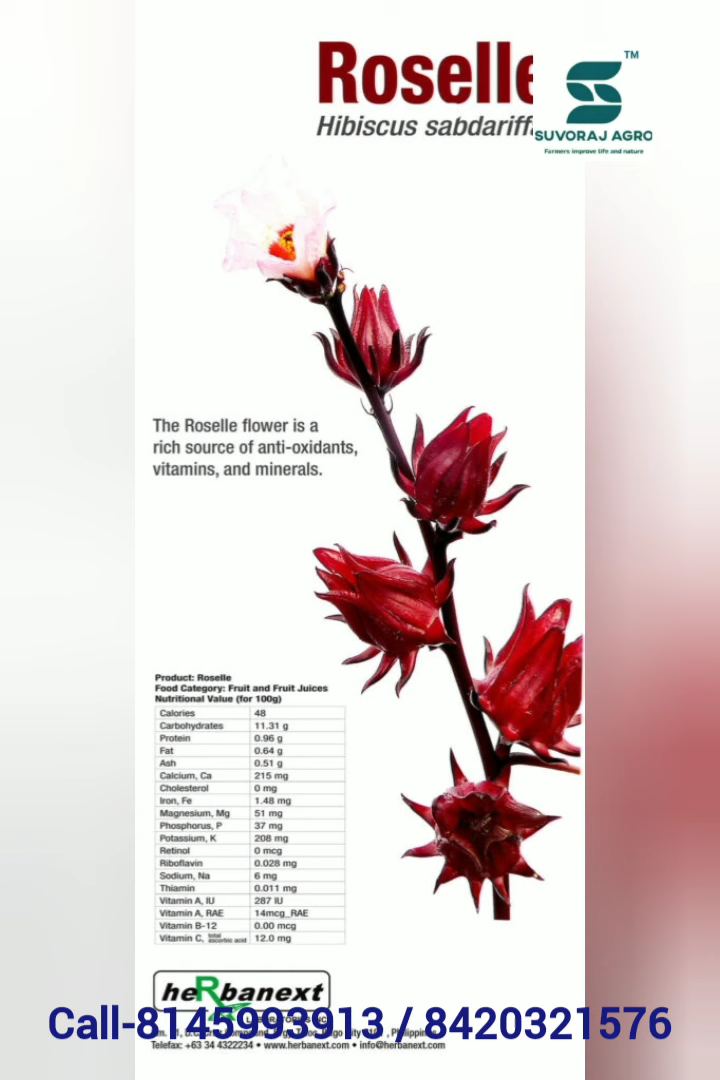 Roselle
TM
Hibiscus sabdariff
SUVORAJ AGRO
Farmers improve life and nature
The Roselle flower is a
rich source of anti-oxidants,
vitamins, and minerals.
Product: Roselle
Food Category: Fruit and Fruit Juices
Nutritional Value (for 100g)
Calories 48
Carbohydrates 11.31 g
Protein 0.96 g
Fat 0.64 g
Ash 0.51 g
Calcium, Ca 215 mg
Cholesterol 0 mg
Iron, Fe 1.48 mg
Magnesium, Mg 51 mg
Phosphorus, P 37 mg
Potassium, K 208 mg
Retinol 0 mcg
Riboflavin 0.028 mg
Sodium, Na 6 mg
Thiamin 0.011 mg
Vitamin A, IU 287 IU
Vitamin A, RAE 14mcg_RAE
Vitamin B-12 0.00 mcg
Vitamin C, total ascorbic acid 12.0 mg
heRbanext
Call-8145993913 / 8420321576
Telefax: +63 34 4322234 • www.herbanext.com • info@herbanext.com